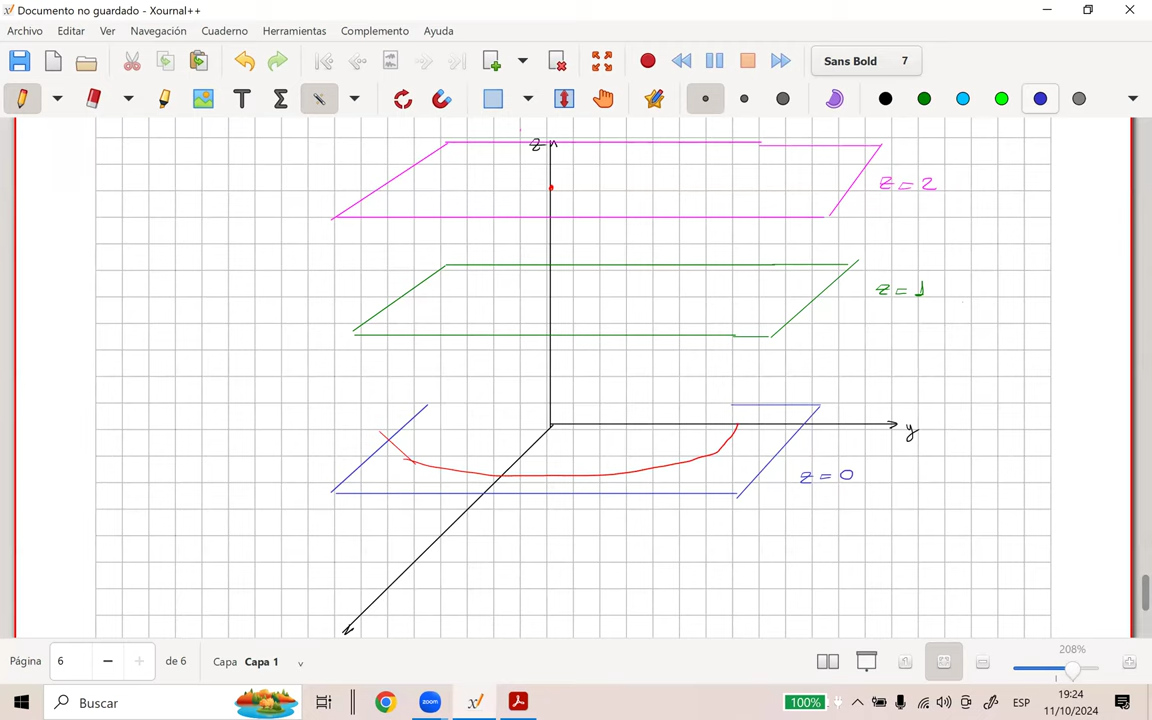 Documento no guardado - Xournal++
Archivo Editar Ver Navegación Cuaderno Herramientas Complemento Ayuda
Sans Bold 7
z
z = 2
z = 1
y
z = 0
Página 6 de 6 Capa Capa 1 208%
Buscar zoom 100% ESP 19:24
11/10/2024